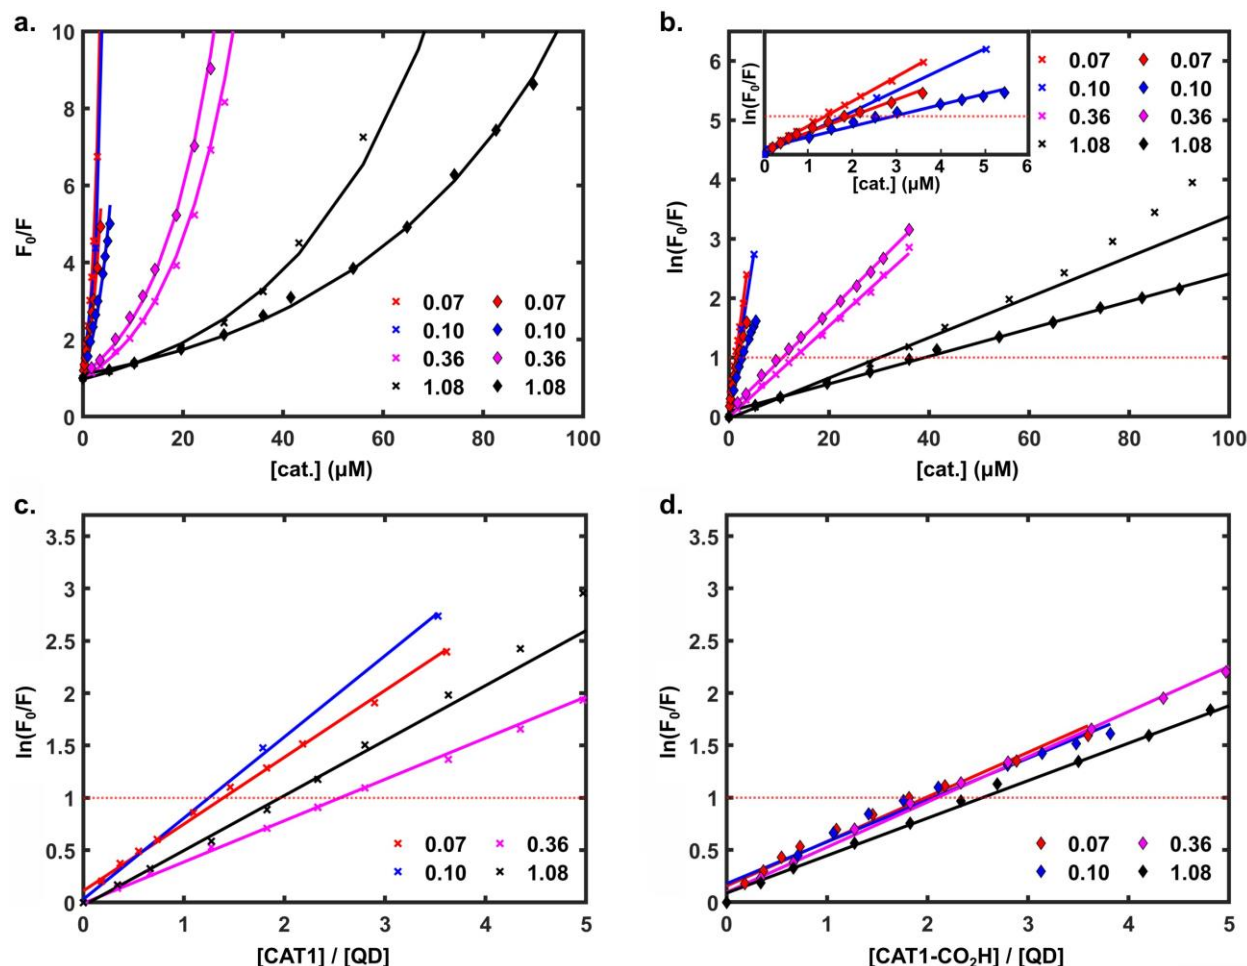 a.
10
8
6
4
2
0
F₀/F
0.07 0.07
0.10 0.10
0.36 0.36
1.08 1.08
0 20 40 60 80 100
[cat.] (µM)
b.
6
5
4
3
2
1
0
ln(F₀/F)
ln(F₀/F)
0 1 2 3 4 5 6
[cat.] (µM)
0.07 0.07
0.10 0.10
0.36 0.36
1.08 1.08
0 20 40 60 80 100
[cat.] (µM)
c.
3.5
3
2.5
2
1.5
1
0.5
0
ln(F₀/F)
0.07 0.36
0.10 1.08
0 1 2 3 4 5
[CAT1] / [QD]
d.
3.5
3
2.5
2
1.5
1
0.5
0
ln(F₀/F)
0.07 0.36
0.10 1.08
0 1 2 3 4 5
[CAT1-CO₂H] / [QD]